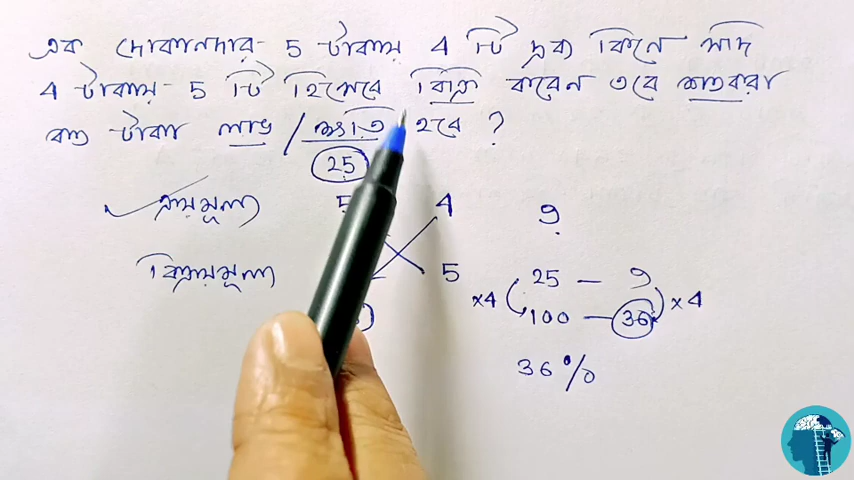 এক দোকানদার 5 টাকায় 4 টি দ্রব্য কিনে যদি
4 টাকায় 5 টি হিসেবে বিক্রি করেন তবে শতকরা
কত টাকা লাভ / ক্ষতি হবে ?
25
ক্রয়মূল্য 5 4 9
বিক্রয়মূল্য 5 25 — 9
×4 100 — 36 ×4
36 %